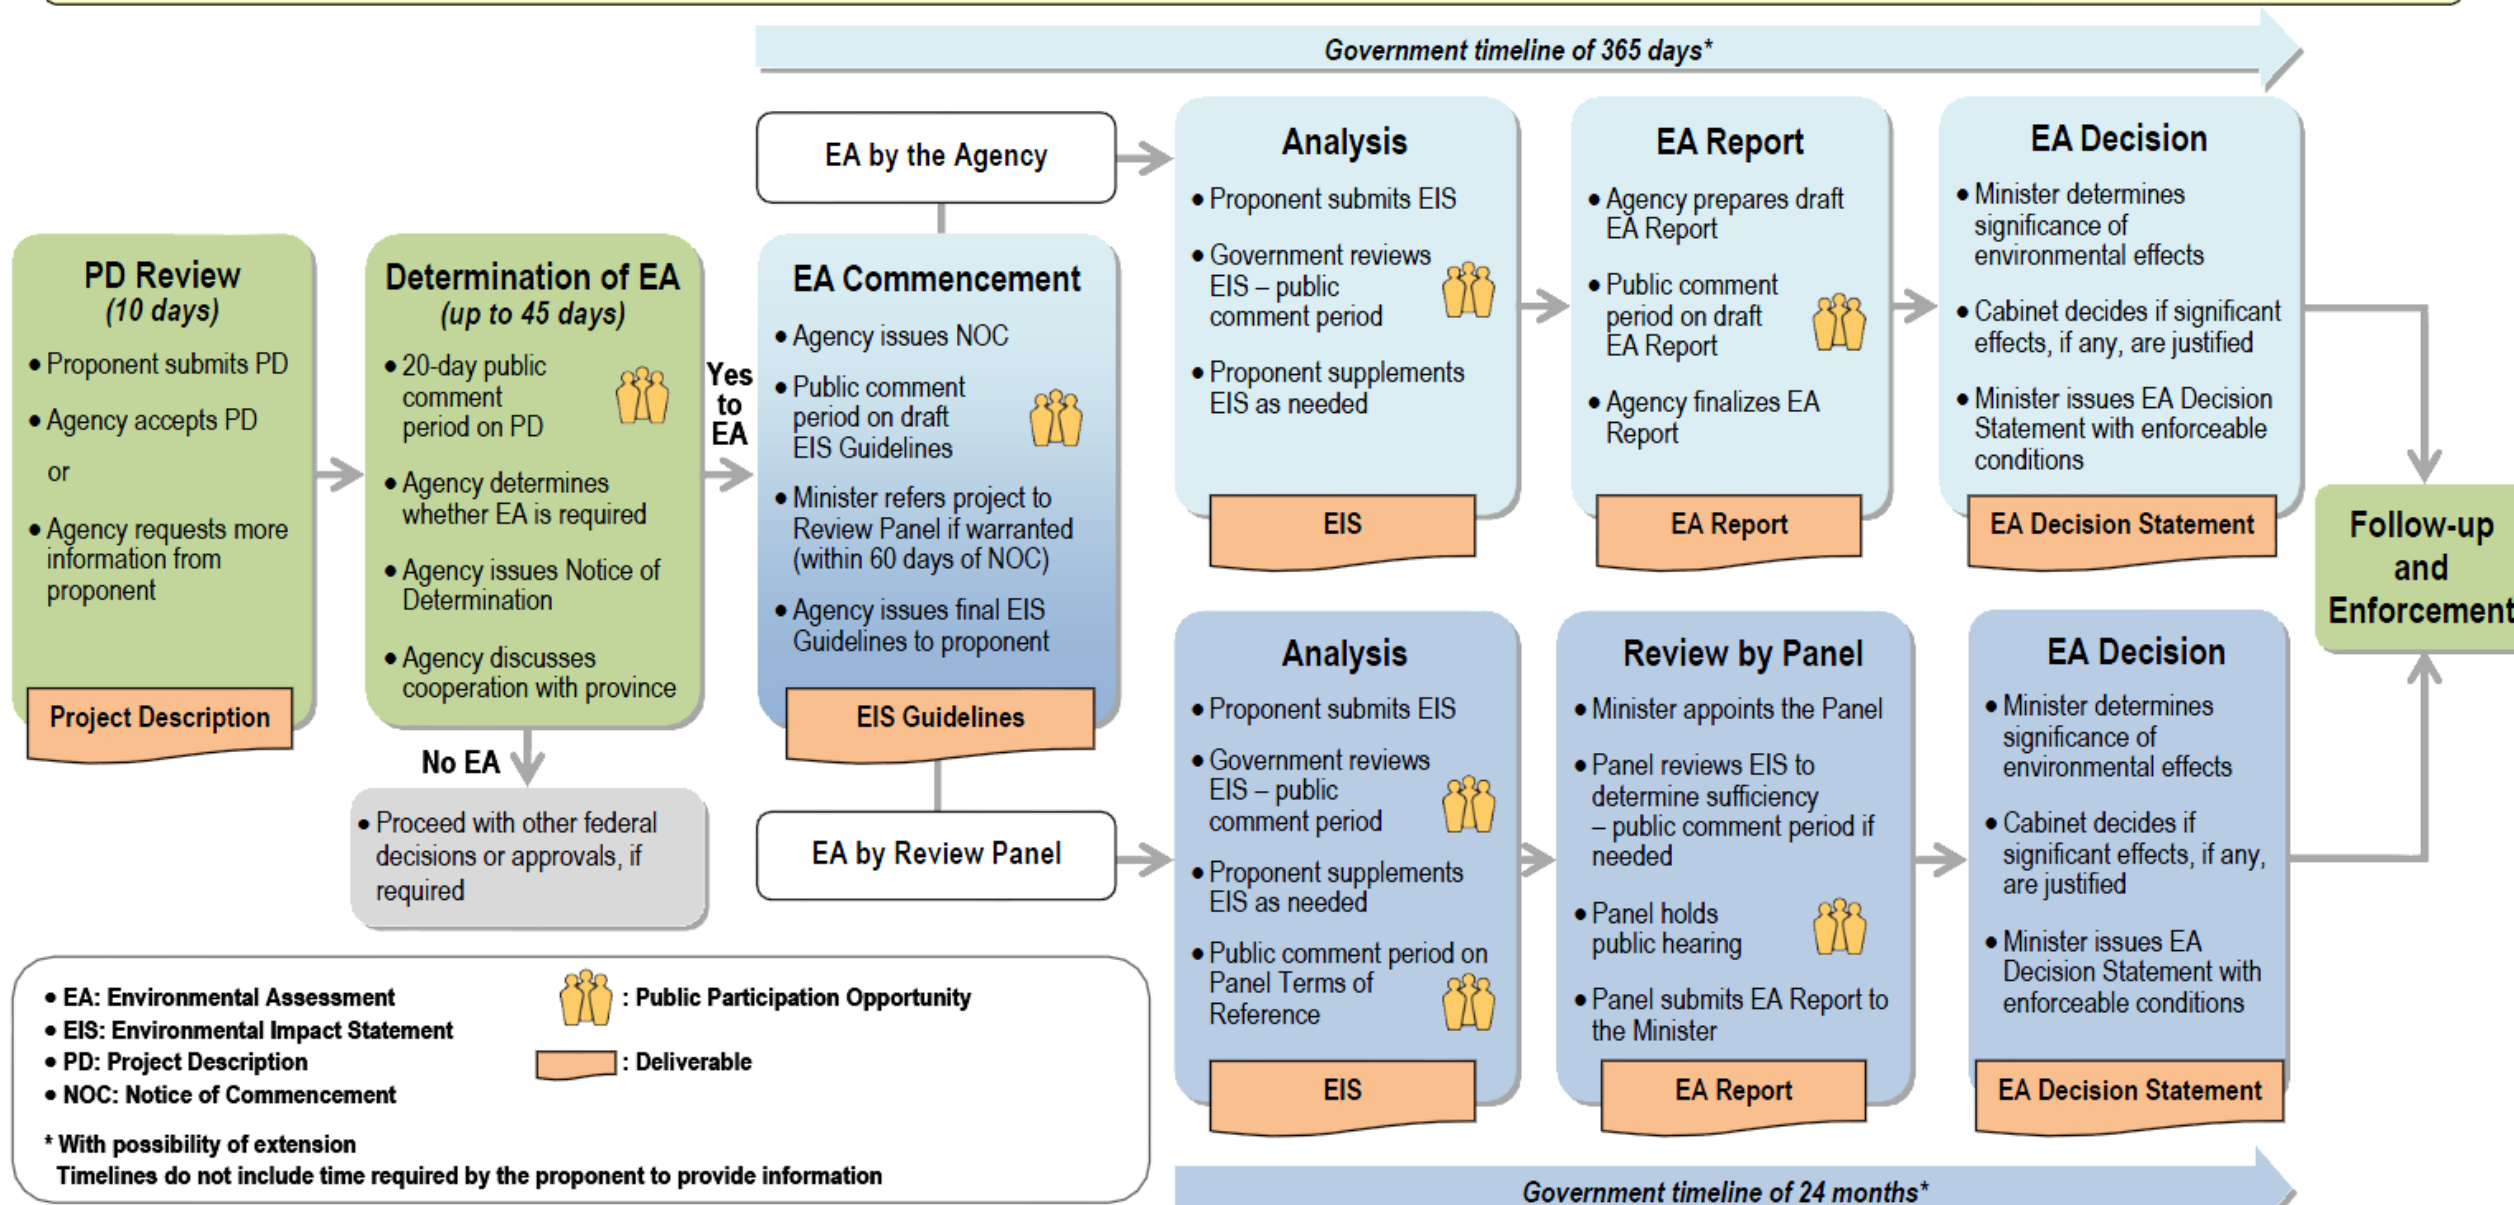 Government timeline of 365 days*
PD Review
(10 days)
• Proponent submits PD
• Agency accepts PD
or
• Agency requests more
information from
proponent
Project Description
Determination of EA
(up to 45 days)
• 20-day public
comment
period on PD
• Agency determines
whether EA is required
• Agency issues Notice of
Determination
• Agency discusses
cooperation with province
No EA
• Proceed with other federal
decisions or approvals, if
required
Yes
to
EA
EA by the Agency
EA Commencement
• Agency issues NOC
• Public comment
period on draft
EIS Guidelines
• Minister refers project to
Review Panel if warranted
(within 60 days of NOC)
• Agency issues final EIS
Guidelines to proponent
EIS Guidelines
EA by Review Panel
Analysis
• Proponent submits EIS
• Government reviews
EIS – public
comment period
• Proponent supplements
EIS as needed
EIS
EA Report
• Agency prepares draft
EA Report
• Public comment
period on draft
EA Report
• Agency finalizes EA
Report
EA Report
EA Decision
• Minister determines
significance of
environmental effects
• Cabinet decides if significant
effects, if any, are justified
• Minister issues EA Decision
Statement with enforceable
conditions
EA Decision Statement
Analysis
• Proponent submits EIS
• Government reviews
EIS – public
comment period
• Proponent supplements
EIS as needed
• Public comment period on
Panel Terms of
Reference
EIS
Review by Panel
• Minister appoints the Panel
• Panel reviews EIS to
determine sufficiency
– public comment period if
needed
• Panel holds
public hearing
• Panel submits EA Report to
the Minister
EA Report
EA Decision
• Minister determines
significance of
environmental effects
• Cabinet decides if
significant effects, if any,
are justified
• Minister issues EA
Decision Statement with
enforceable conditions
EA Decision Statement
Follow-up
and
Enforcement
Government timeline of 24 months*
• EA: Environmental Assessment
• EIS: Environmental Impact Statement
• PD: Project Description
• NOC: Notice of Commencement
: Public Participation Opportunity
: Deliverable
* With possibility of extension
Timelines do not include time required by the proponent to provide information